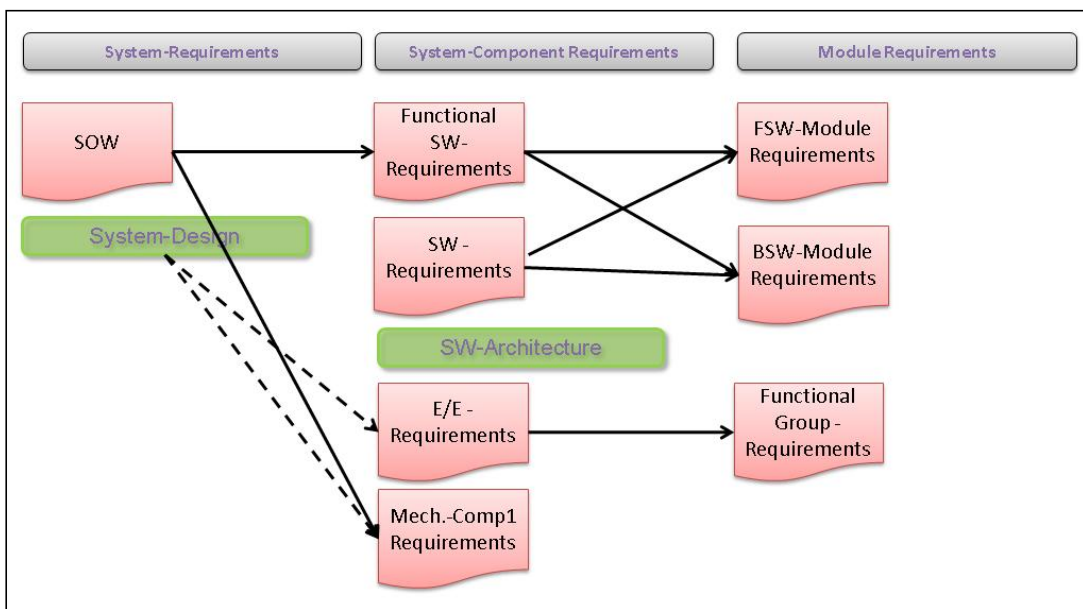 System-Requirements
System-Component Requirements
Module Requirements
SOW
Functional
SW-
Requirements
FSW-Module
Requirements
System-Design
SW -
Requirements
BSW-Module
Requirements
SW-Architecture
E/E -
Requirements
Functional
Group -
Requirements
Mech.-Comp1
Requirements